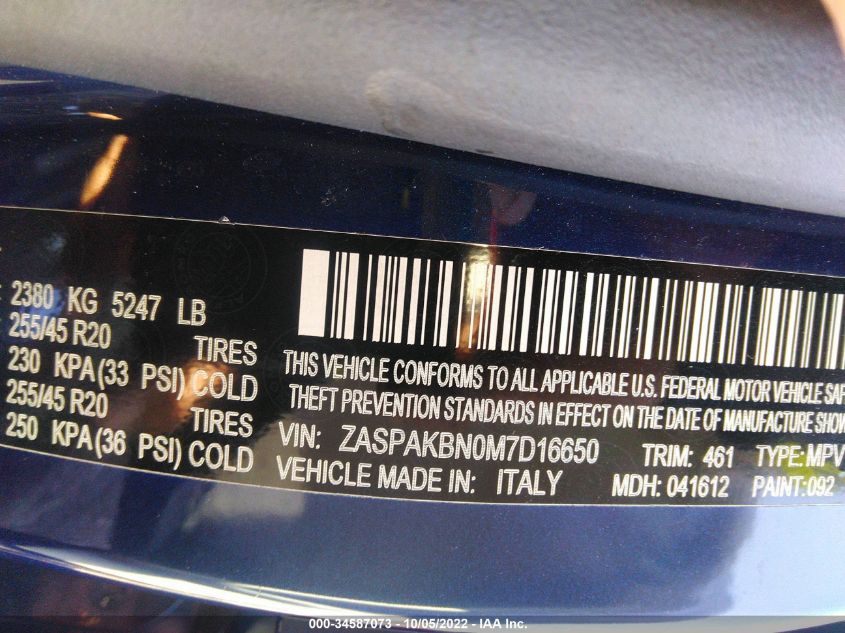 2380 KG 5247 LB
255/45 R20 TIRES
230 KPA(33 PSI) COLD
255/45 R20 TIRES
250 KPA(36 PSI) COLD
THIS VEHICLE CONFORMS TO ALL APPLICABLE U.S. FEDERAL MOTOR VEHICLE SAF
THEFT PREVENTION STANDARDS IN EFFECT ON THE DATE OF MANUFACTURE SHOW
VIN: ZASPAKBN0M7D16650 TRIM: 461 TYPE: MPV
VEHICLE MADE IN: ITALY MDH: 041612 PAINT:092
000-34587073 - 10/05/2022 - IAA Inc.